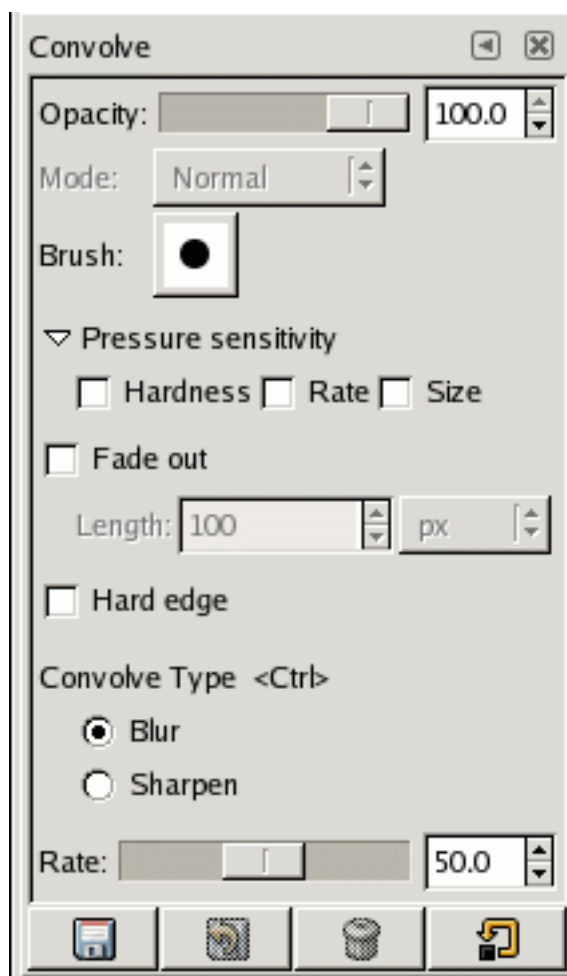 Convolve
Opacity: 100.0
Mode: Normal
Brush:
Pressure sensitivity
Hardness Rate Size
Fade out
Length: 100 px
Hard edge
Convolve Type <Ctrl>
Blur
Sharpen
Rate: 50.0